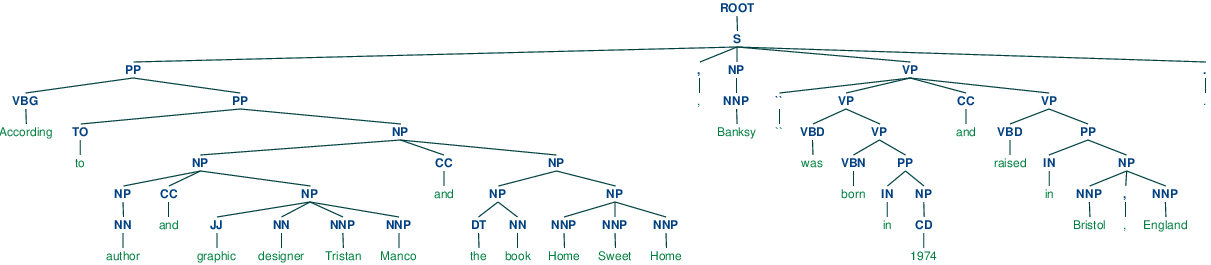 ROOT
S
PP , NP VP .
VBG PP , NNP `` VP CC VP .
According TO NP Banksy `` VBD VP and VBD PP
to NP CC NP was VBN PP raised IN NP
NP CC NP and NP NP born IN NP in NNP , NNP
NN and JJ NN NNP NNP DT NN NNP NNP NNP in CD Bristol , England
author graphic designer Tristan Manco the book Home Sweet Home 1974